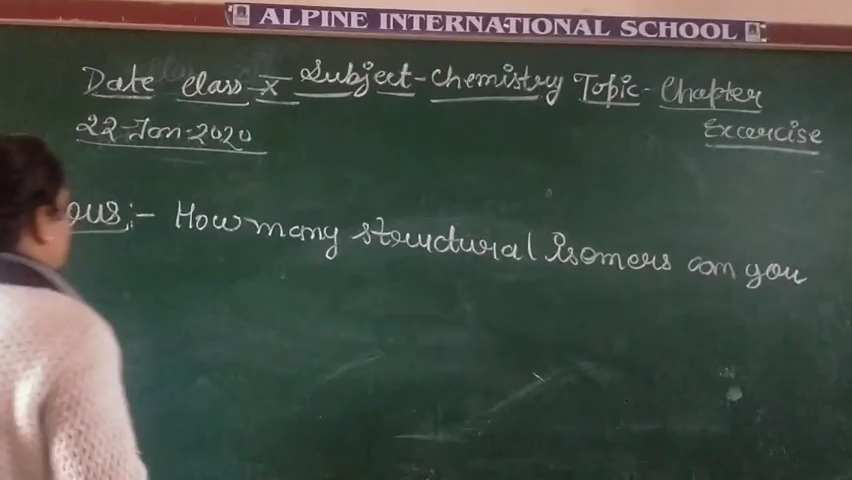 ALPINE INTERNATIONAL SCHOOL
Date Class-X Subject-Chemistry Topic-Chapter
22-Jan-2020 Excercise
ous:- How many structural isomers can you